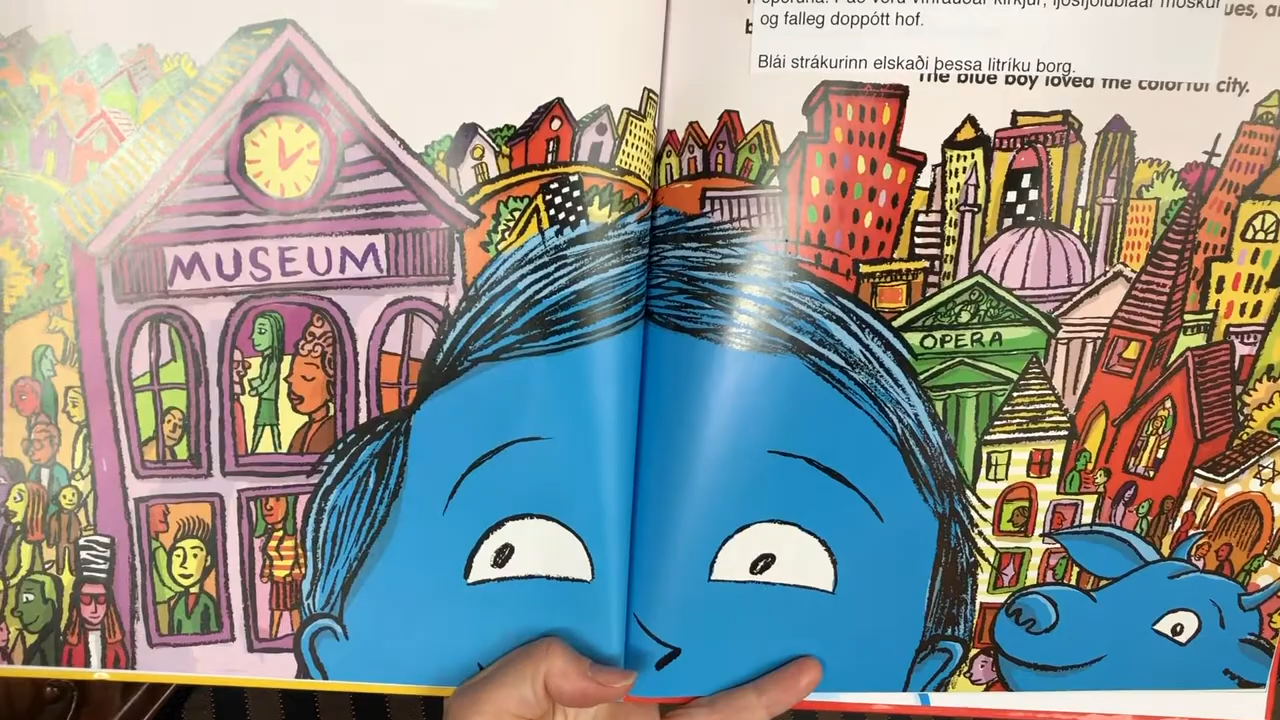 og falleg doppótt hof.
ues, a
Blái strákurinn elskaði þessa litríku borg.
The blue boy loved the colorful city.
MUSEUM
OPERA